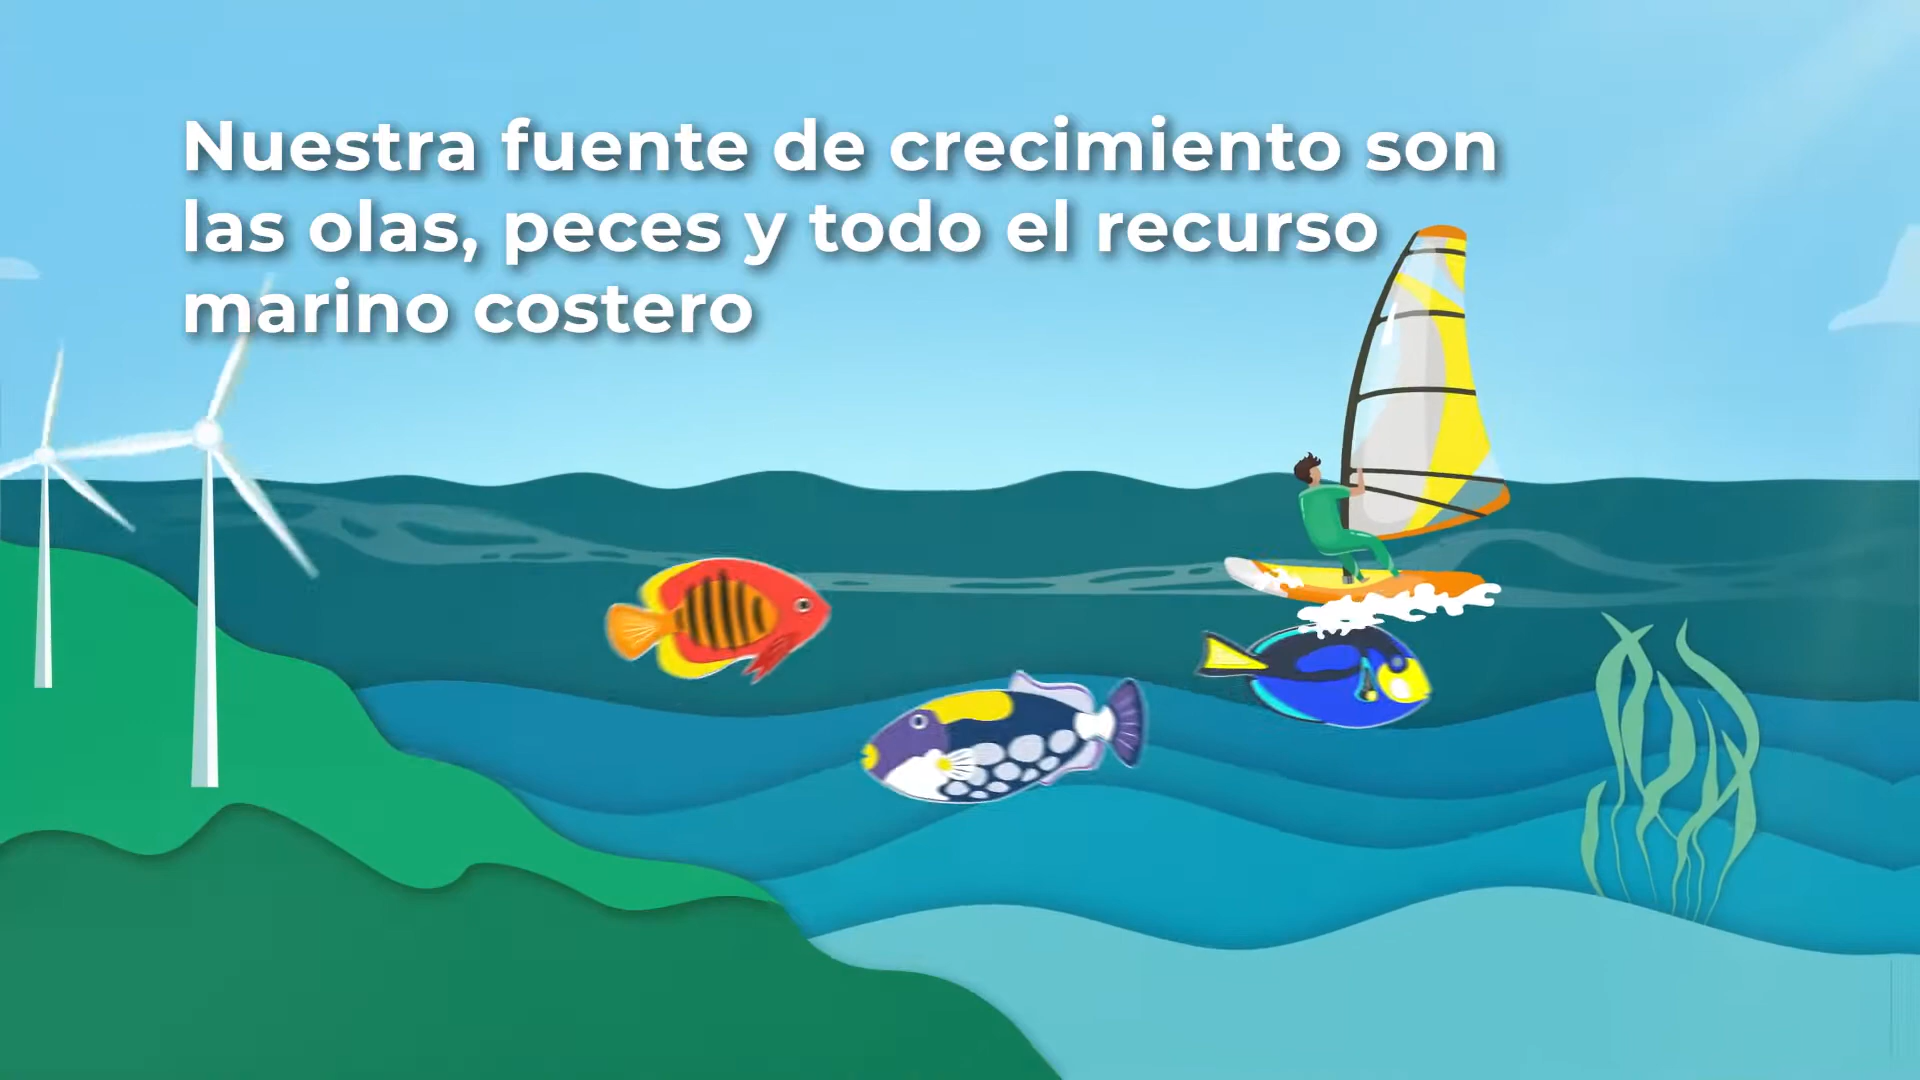 Nuestra fuente de crecimiento son
las olas, peces y todo el recurso
marino costero